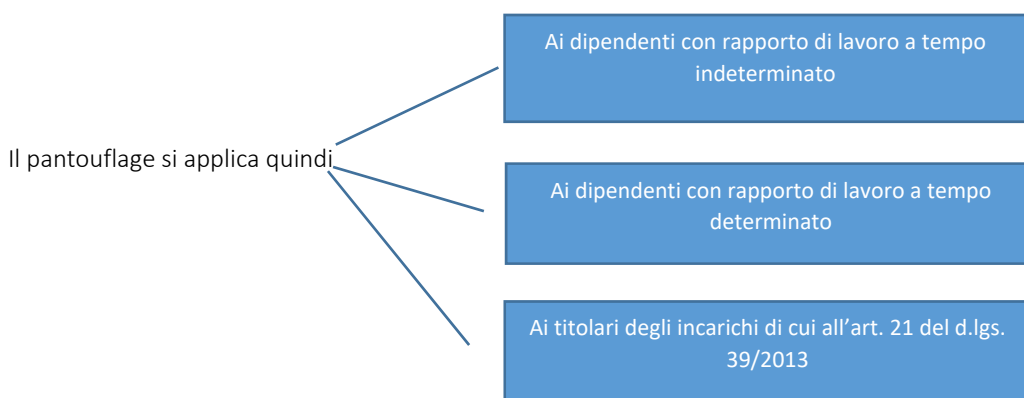 Il pantouflage si applica quindi
Ai dipendenti con rapporto di lavoro a tempo
indeterminato
Ai dipendenti con rapporto di lavoro a tempo
determinato
Ai titolari degli incarichi di cui all’art. 21 del d.lgs.
39/2013